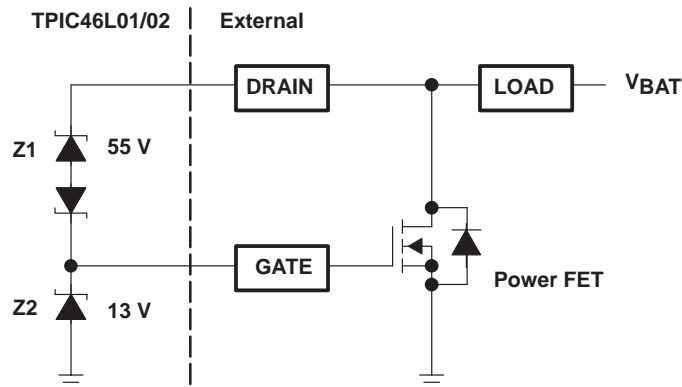 TPIC46L01/02 External
DRAIN
LOAD
VBAT
Z1
55 V
GATE
Power FET
Z2
13 V